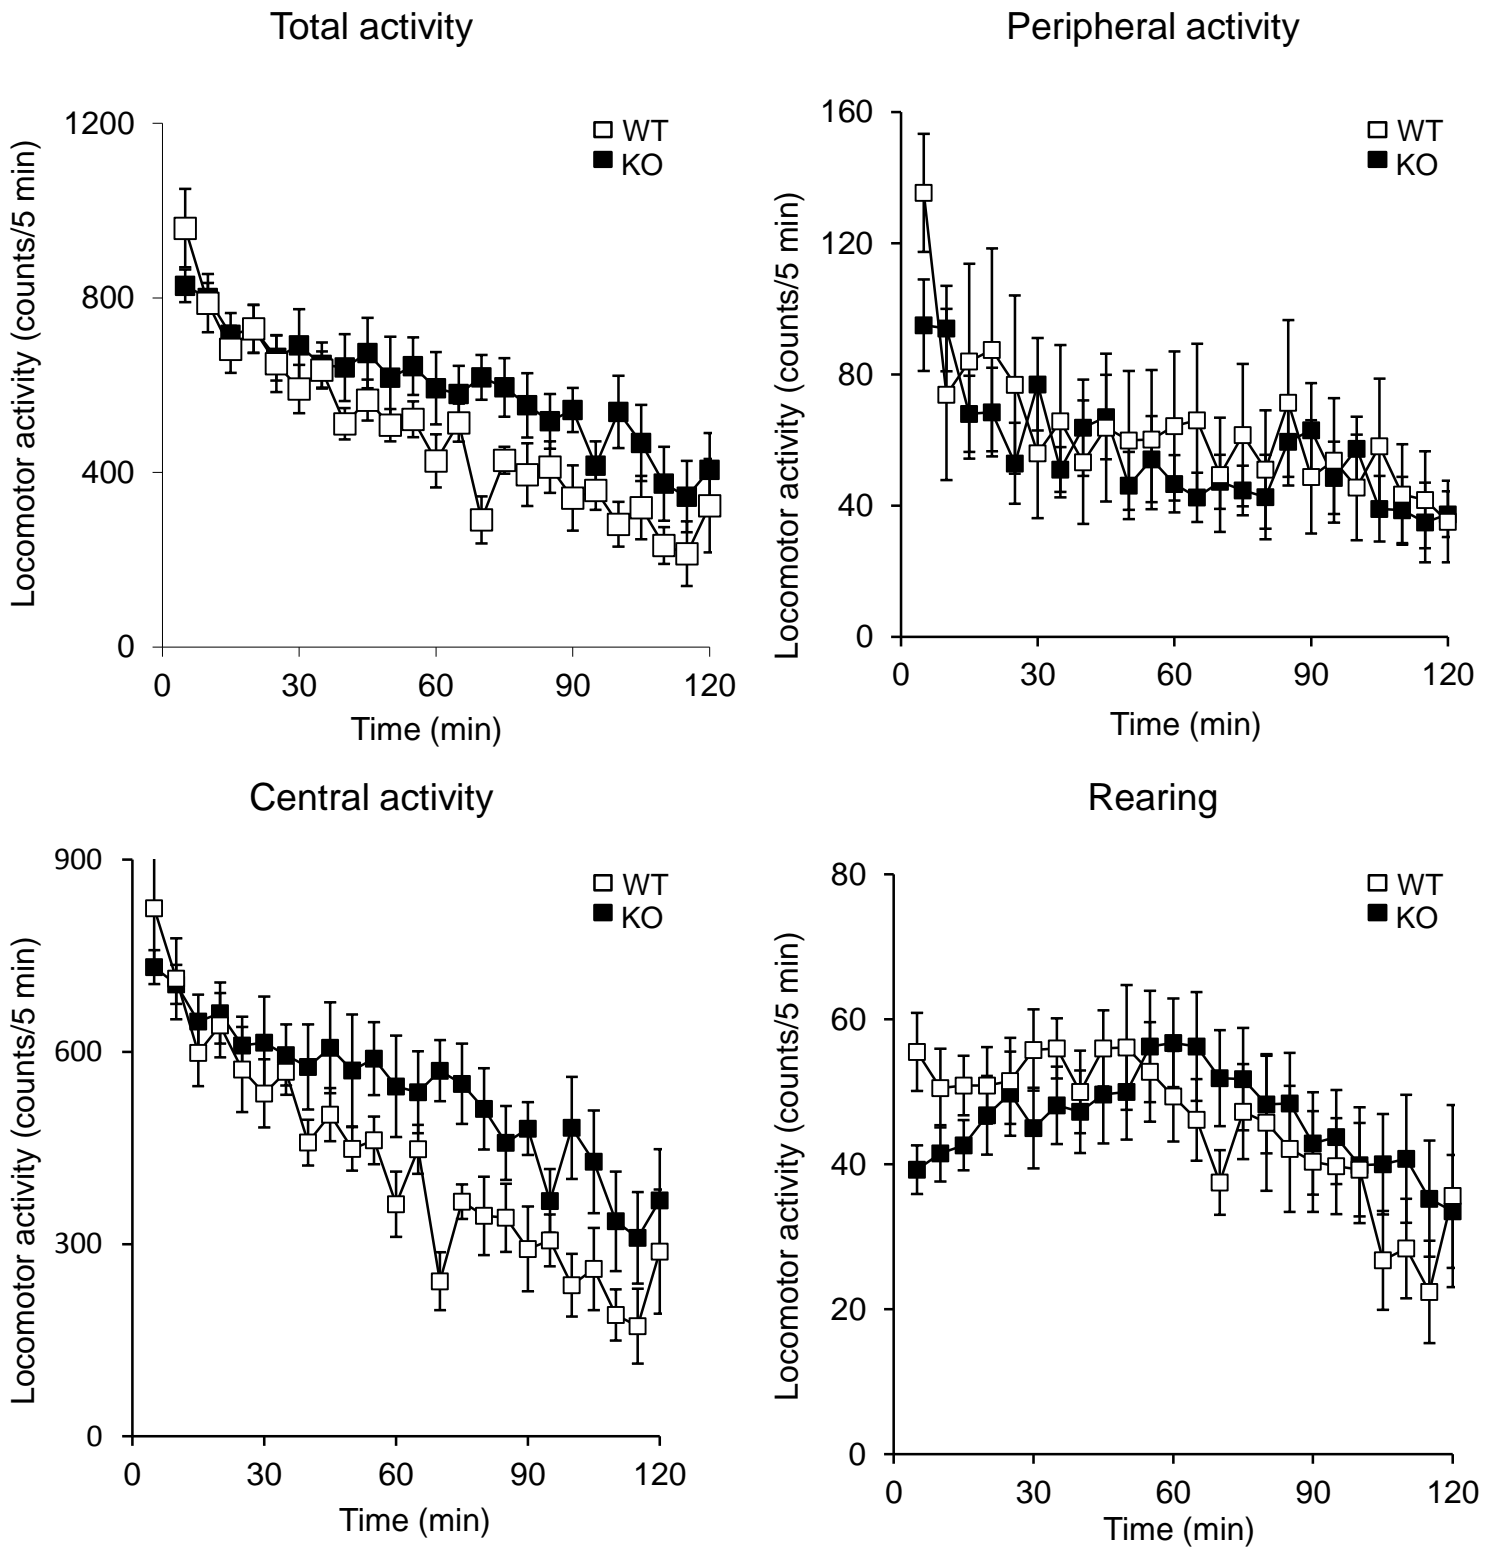 Total activity
Locomotor activity (counts/5 min)
1200
800
400
0
0 30 60 90 120
Time (min)
WT
KO
Peripheral activity
Locomotor activity (counts/5 min)
160
120
80
40
0
0 30 60 90 120
Time (min)
WT
KO
Central activity
Locomotor activity (counts/5 min)
900
600
300
0
0 30 60 90 120
Time (min)
WT
KO
Rearing
Locomotor activity (counts/5 min)
80
60
40
20
0
0 30 60 90 120
Time (min)
WT
KO